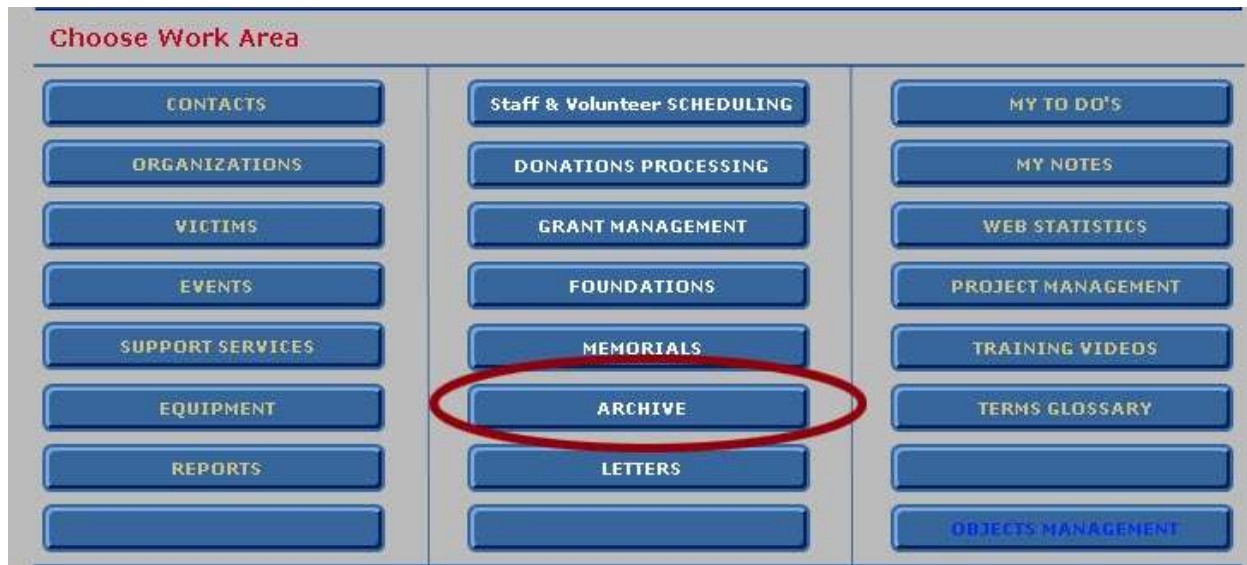 Choose Work Area
CONTACTS
ORGANIZATIONS
VICTIMS
EVENTS
SUPPORT SERVICES
EQUIPMENT
REPORTS
Staff & Volunteer SCHEDULING
DONATIONS PROCESSING
GRANT MANAGEMENT
FOUNDATIONS
MEMORIALS
ARCHIVE
LETTERS
MY TO DO'S
MY NOTES
WEB STATISTICS
PROJECT MANAGEMENT
TRAINING VIDEOS
TERMS GLOSSARY
OBJECTS MANAGEMENT